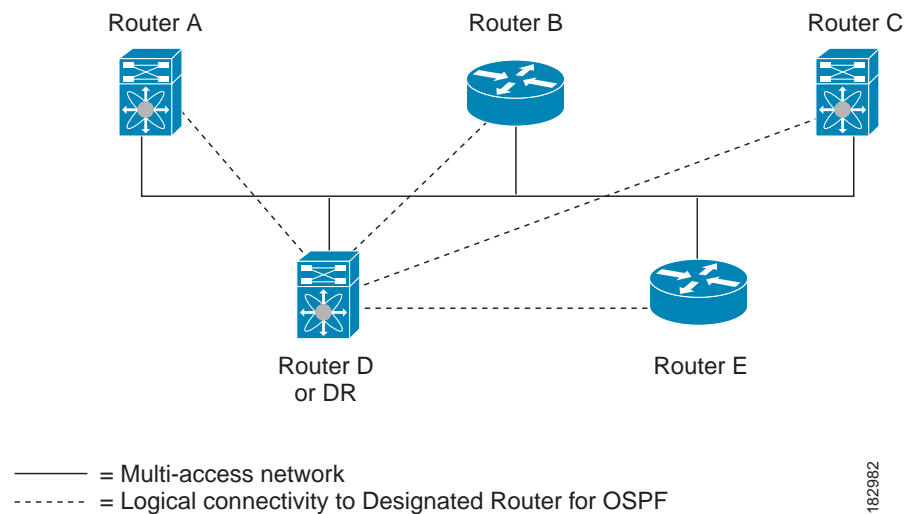 Router A
Router B
Router C
Router D
or DR
Router E
= Multi-access network
= Logical connectivity to Designated Router for OSPF
182982